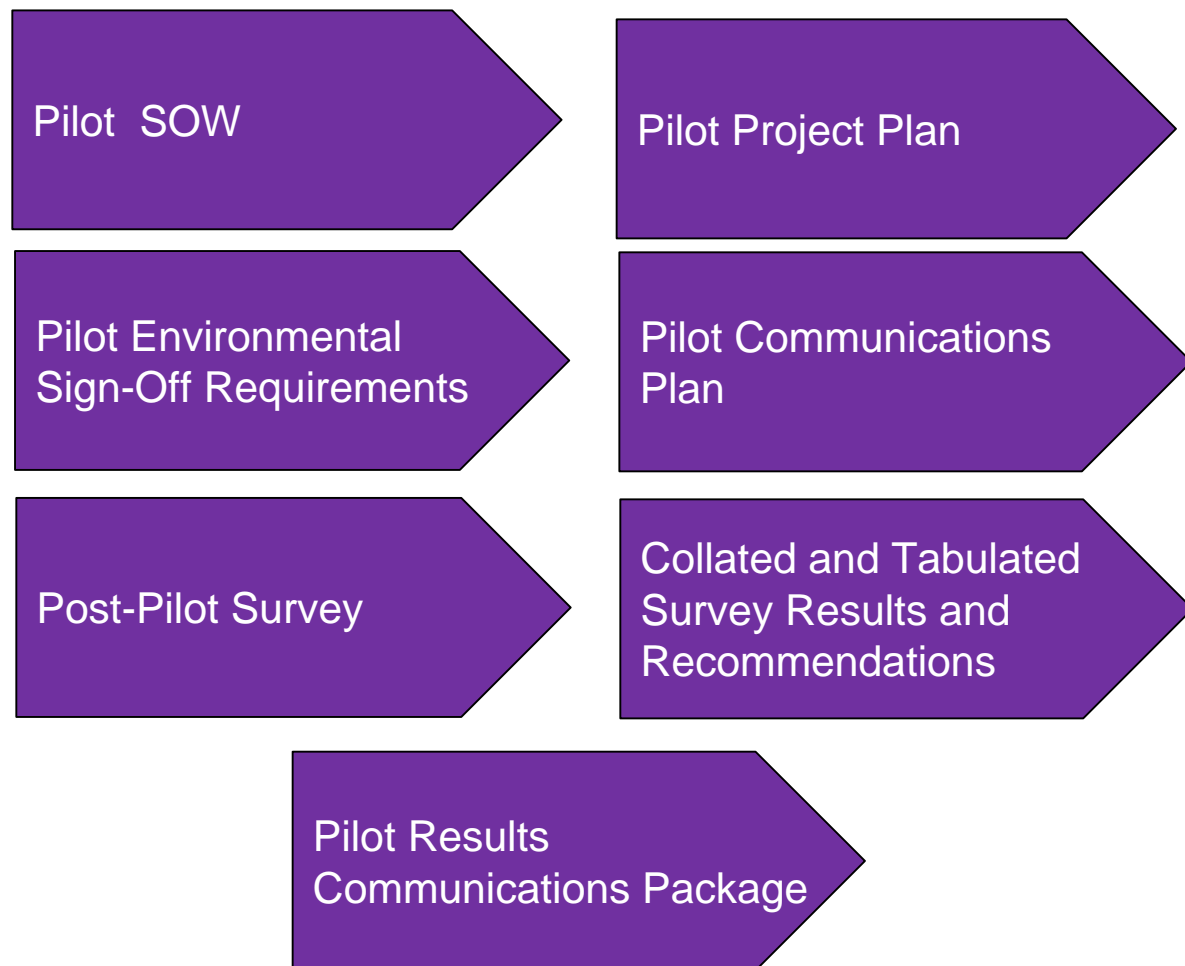 Pilot  SOW
Pilot Project Plan
Pilot Environmental
Sign-Off Requirements
Pilot Communications
Plan
Post-Pilot Survey
Collated and Tabulated
Survey Results and
Recommendations
Pilot Results
Communications Package